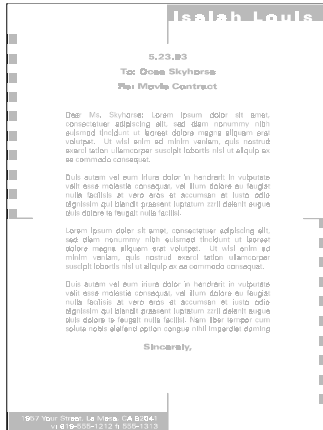 Isaiah Louis
5.23.93
To: Dcaa Skyhorse
Per Movie Contract
Dear Ms. Skyhorse: Lorem ipsum dolor sit amet,
consectetuer adipiscing elit, sed diam nonummy nibh
euismod tincidunt ut laoreet dolore magna aliquam erat
volutpat. Ut wisi enim ad minim veniam, quis nostrud
exerci tation ullamcorper suscipit lobortis nisl ut aliquip ex
ea commodo consequat.
Duis autem vel eum iriure dolor in hendrerit in vulputate
velit esse molestie consequat, vel illum dolore eu feugiat
nulla facilisis at vero eros et accumsan et iusto odio
dignissim qui blandit praesent luptatum zzril delenit augue
duis dolore te feugait nulla facilisi.
Lorem ipsum dolor sit amet, consectetuer adipiscing elit,
sed diam nonummy nibh euismod tincidunt ut laoreet
dolore magna aliquam erat volutpat. Ut wisi enim ad
minim veniam, quis nostrud exerci tation ullamcorper
suscipit lobortis nisl ut aliquip ex ea commodo consequat.
Duis autem vel eum iriure dolor in hendrerit in vulputate
velit esse molestie consequat, vel illum dolore eu feugiat
nulla facilisis at vero eros et accumsan et iusto odio
dignissim qui blandit praesent luptatum zzril delenit augue
duis dolore te feugait nulla facilisi. Nam liber tempor cum
soluta nobis eleifend option congue nihil imperdiet doming
Sincerely,
1957 Your Street, La Mesa, CA 92041
v: 619-555-1212 f: 555-1313